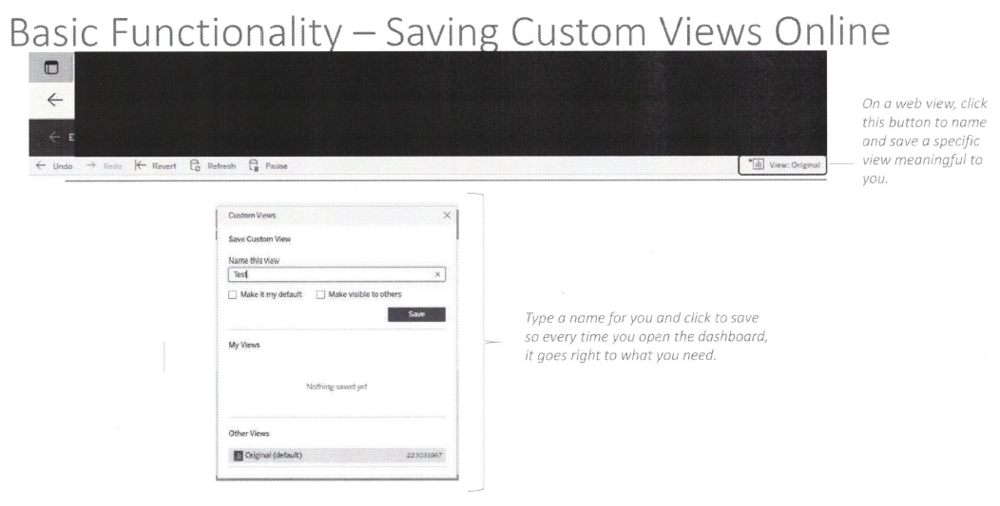 Basic Functionality – Saving Custom Views Online
← E
← Undo → Redo |← Revert Refresh Pause
View: Original
On a web view, click
this button to name
and save a specific
view meaningful to
you.
Custom Views ×
Save Custom View
Name this view
Test ×
Make it my default Make visible to others
Save
My Views
Nothing saved yet
Other Views
Original (default) 223031967
Type a name for you and click to save
so every time you open the dashboard,
it goes right to what you need.